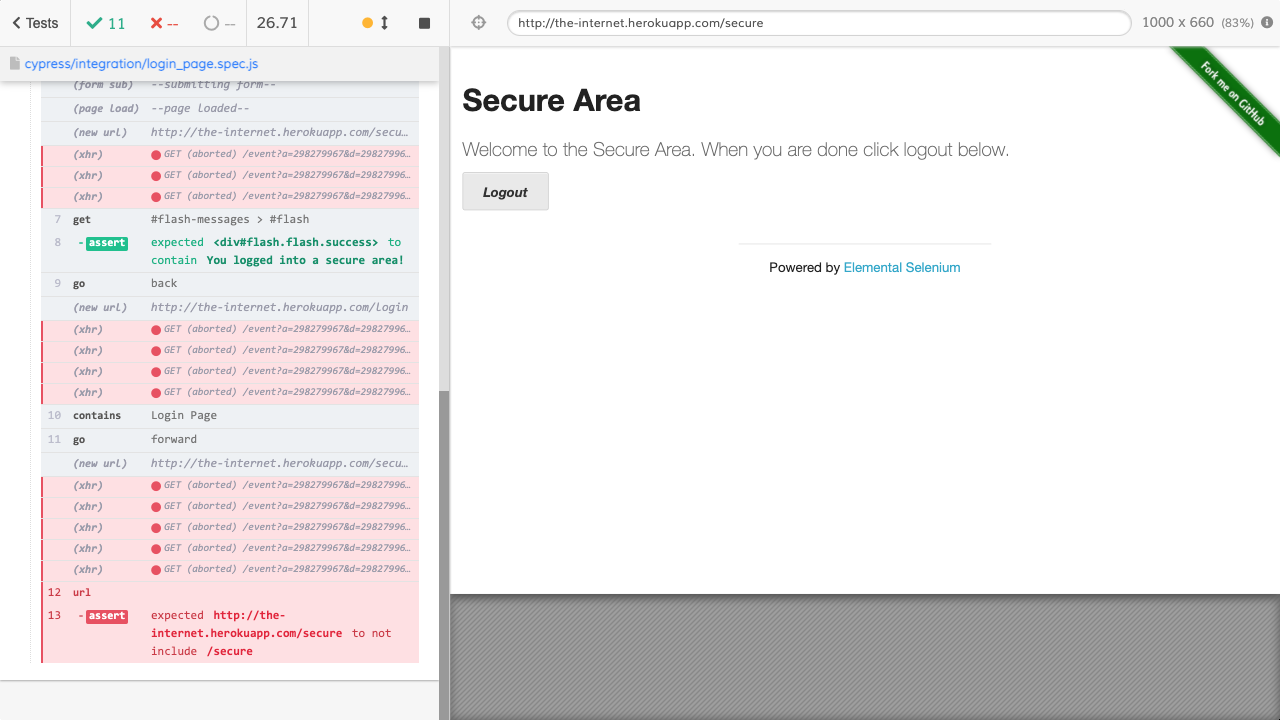 Tests
11
--
--
26.71
http://the-internet.herokuapp.com/secure
1000 x 660 (83%)
cypress/integration/login_page.spec.js
(form sub) --submitting form--
(page load) --page loaded--
(new url) http://the-internet.herokuapp.com/secu…
(xhr) GET (aborted) /event?a=298279967&d=29827996…
(xhr) GET (aborted) /event?a=298279967&d=29827996…
(xhr) GET (aborted) /event?a=298279967&d=29827996…
7 get #flash-messages > #flash
8 - assert expected <div#flash.flash.success> to
contain You logged into a secure area!
9 go back
(new url) http://the-internet.herokuapp.com/login
(xhr) GET (aborted) /event?a=298279967&d=29827996…
(xhr) GET (aborted) /event?a=298279967&d=29827996…
(xhr) GET (aborted) /event?a=298279967&d=29827996…
(xhr) GET (aborted) /event?a=298279967&d=29827996…
10 contains Login Page
11 go forward
(new url) http://the-internet.herokuapp.com/secu…
(xhr) GET (aborted) /event?a=298279967&d=29827996…
(xhr) GET (aborted) /event?a=298279967&d=29827996…
(xhr) GET (aborted) /event?a=298279967&d=29827996…
(xhr) GET (aborted) /event?a=298279967&d=29827996…
(xhr) GET (aborted) /event?a=298279967&d=29827996…
12 url
13 - assert expected http://the-
internet.herokuapp.com/secure to not
include /secure
Secure Area
Welcome to the Secure Area. When you are done click logout below.
Logout
Powered by Elemental Selenium
Fork me on GitHub